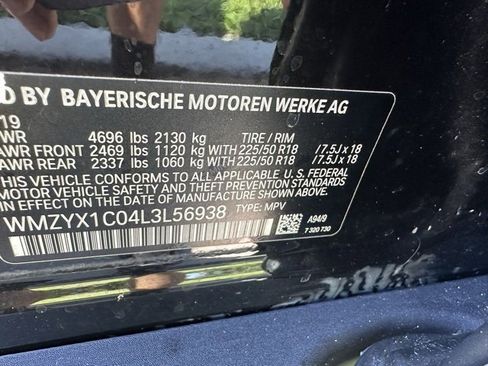 D BY BAYERISCHE MOTOREN WERKE AG
19
WR 4696 lbs 2130 kg TIRE / RIM
AWR FRONT 2469 lbs 1120 kg WITH 225/50 R18 / 7.5J x 18
AWR REAR 2337 lbs 1060 kg WITH 225/50 R18 / 7.5J x 18
THIS VEHICLE CONFORMS TO ALL APPLICABLE U. S. FEDERAL
MOTOR VEHICLE SAFETY AND THEFT PREVENTION STANDARDS
IN EFFECT ON THE DATE OF MANUFACTURE SHOWN ABOVE.
WMZYX1C04L3L56938 TYPE: MPV
A94/9
7 320 730